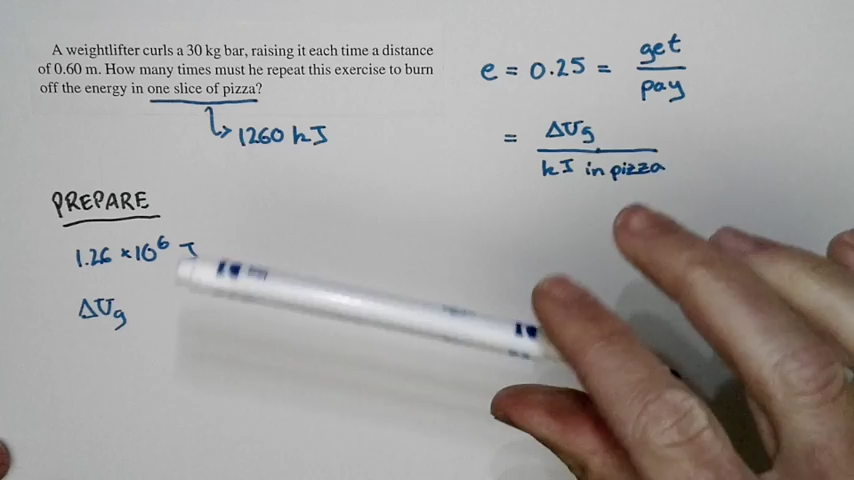 A weightlifter curls a 30 kg bar, raising it each time a distance
of 0.60 m. How many times must he repeat this exercise to burn
off the energy in one slice of pizza?
↳ 1260 kJ
e = 0.25 = get / pay
= ΔUg / kJ in pizza
PREPARE
1.26 × 10⁶ J
ΔUg